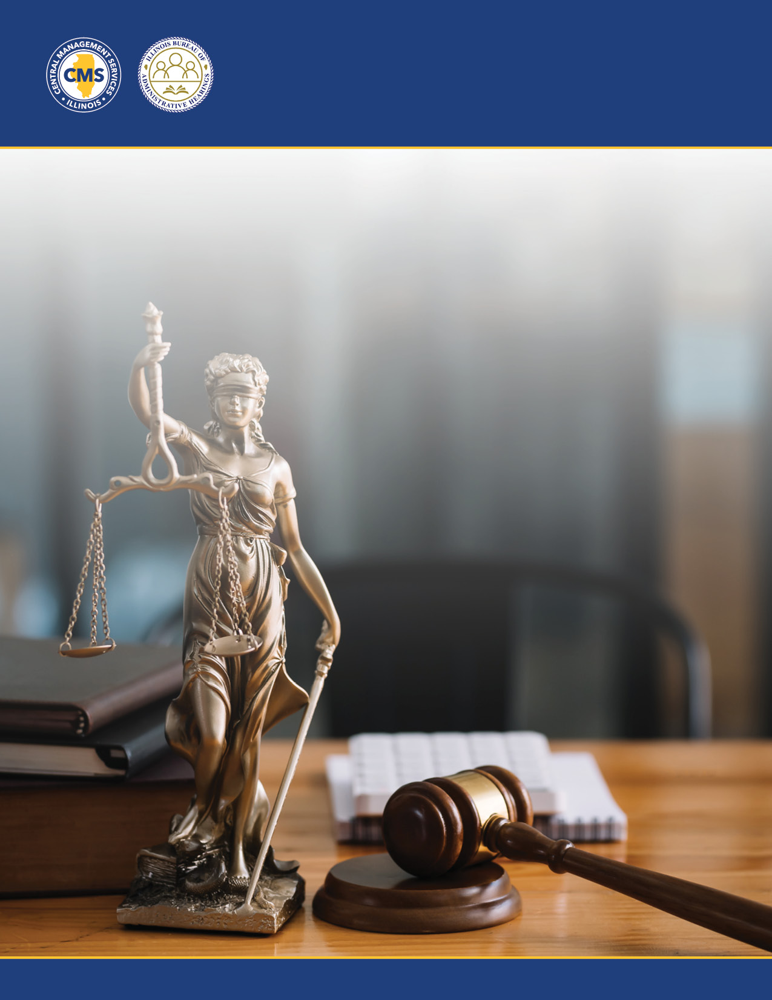 CENTRAL MANAGEMENT SERVICES
CMS
• ILLINOIS •
ILLINOIS BUREAU OF
ADMINISTRATIVE HEARINGS